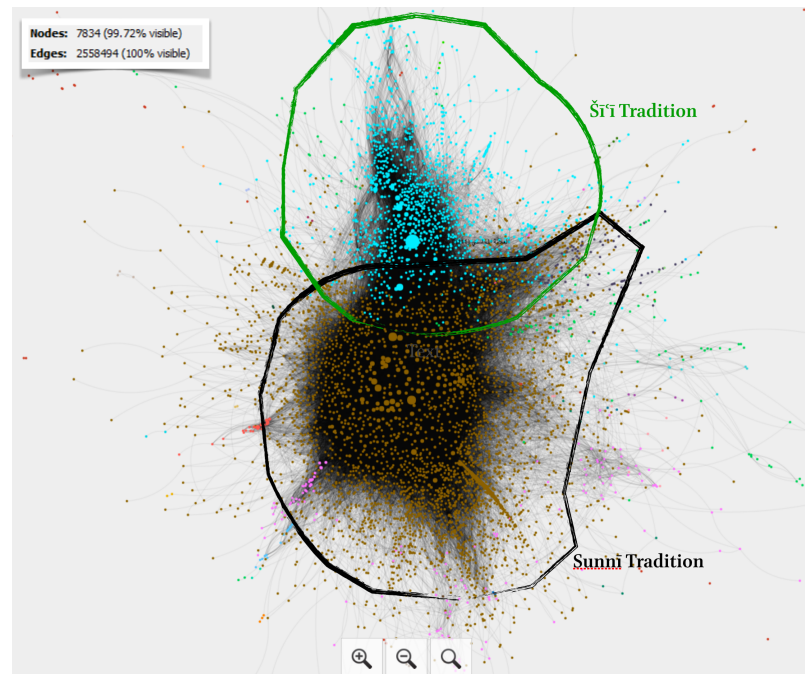 Nodes: 7834 (99.72% visible)
Edges: 2558494 (100% visible)
Šīʿī Tradition
Sunnī Tradition